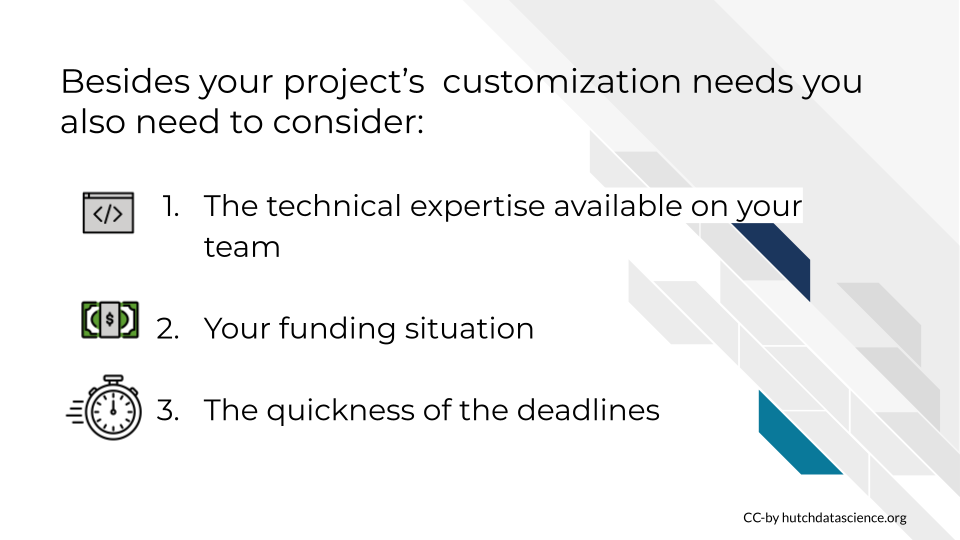 Besides your project’s  customization needs you
also need to consider:
</>
1. The technical expertise available on your
team
$
2. Your funding situation
3. The quickness of the deadlines
CC-by hutchdatascience.org